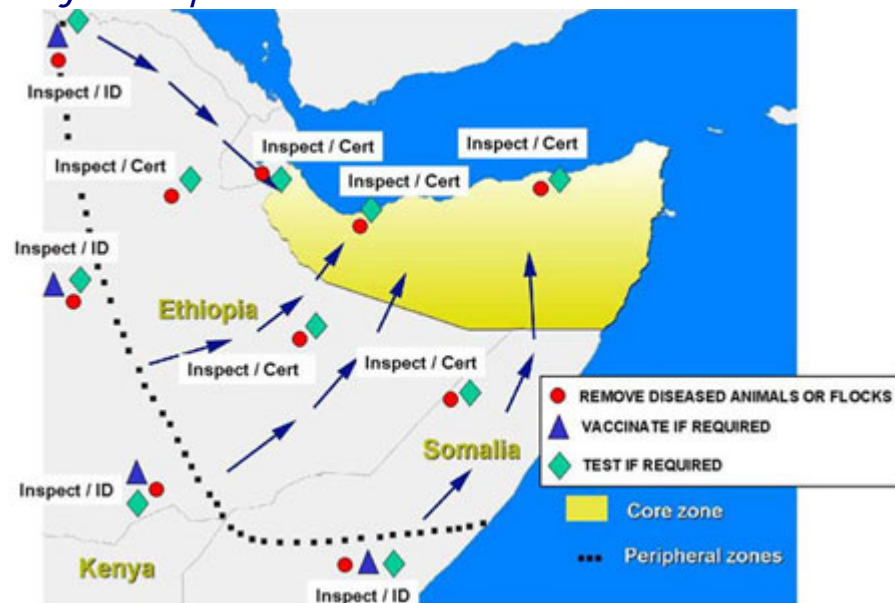 Inspect / ID
Inspect / Cert
Inspect / Cert
Inspect / Cert
Inspect / Cert
Inspect / ID
Ethiopia
Inspect / Cert
Inspect / Cert
REMOVE DISEASED ANIMALS OR FLOCKS
VACCINATE IF REQUIRED
TEST IF REQUIRED
Somalia
Inspect / ID
Core zone
Peripheral zones
Kenya
Inspect / ID